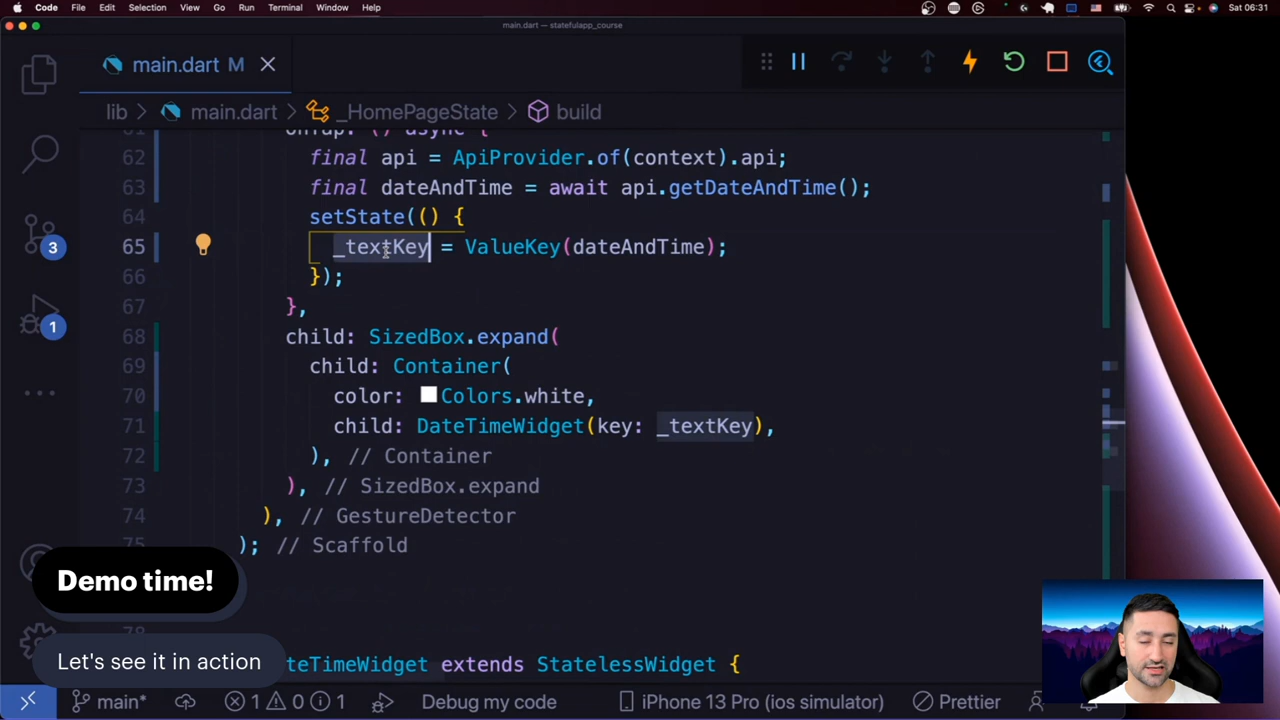 Code File Edit Selection View Go Run Terminal Window Help Sat 06:31
main.dart — statefulapp_course
main.dart M
lib > main.dart > _HomePageState > build
onTap: () async {
62 final api = ApiProvider.of(context).api;
63 final dateAndTime = await api.getDateAndTime();
64 setState(() {
65 _textKey = ValueKey(dateAndTime);
66 });
67 },
68 child: SizedBox.expand(
69 child: Container(
70 color: Colors.white,
71 child: DateTimeWidget(key: _textKey),
72 ), // Container
73 ), // SizedBox.expand
74 ), // GestureDetector
75 ); // Scaffold
3
1
Demo time!
Let's see it in action
78
teTimeWidget extends StatelessWidget {
main* 1 0 1 Debug my code iPhone 13 Pro (ios simulator) Prettier